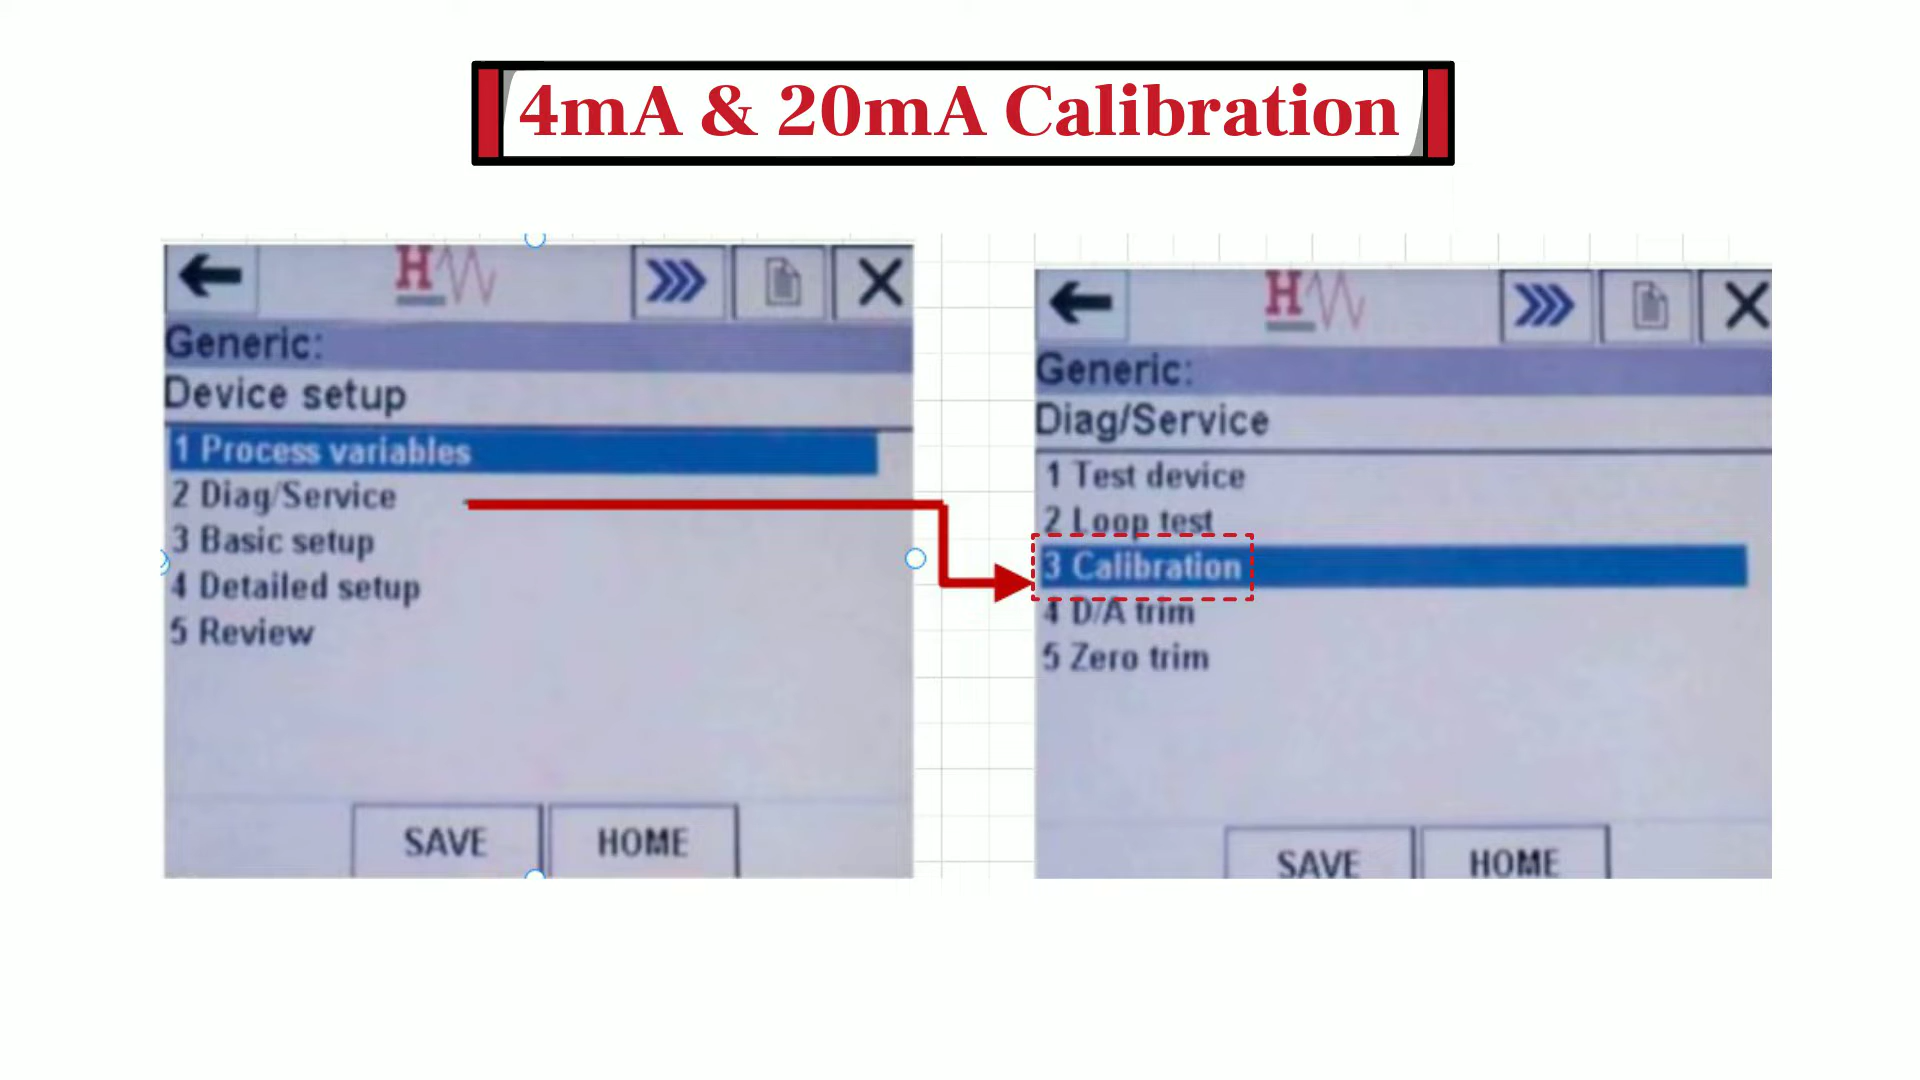 4mA & 20mA Calibration
H
Generic:
Device setup
1 Process variables
2 Diag/Service
3 Basic setup
4 Detailed setup
5 Review
SAVE
HOME
H
Generic:
Diag/Service
1 Test device
2 Loop test
3 Calibration
4 D/A trim
5 Zero trim
SAVE
HOME